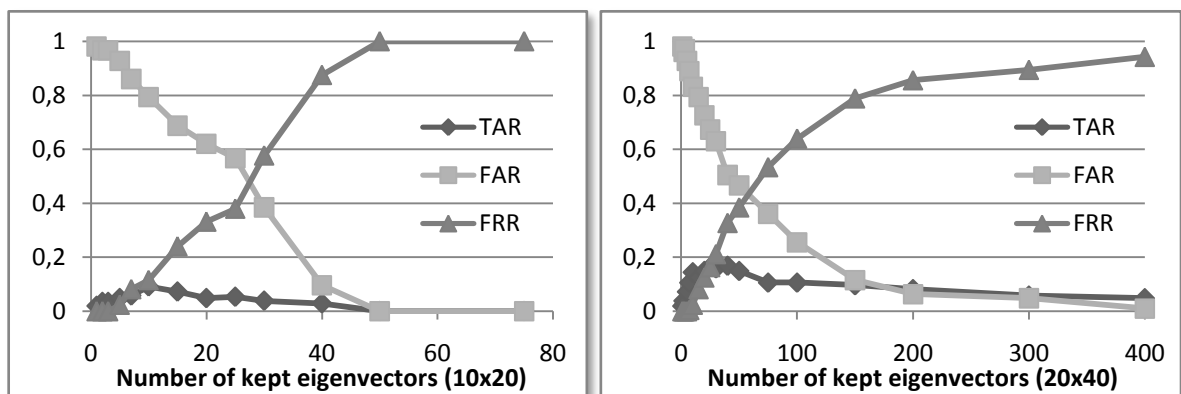 1
0,8
0,6
0,4
0,2
0
TAR
FAR
FRR
0 20 40 60 80
Number of kept eigenvectors (10x20)
1
0,8
0,6
0,4
0,2
0
TAR
FAR
FRR
0 100 200 300 400
Number of kept eigenvectors (20x40)